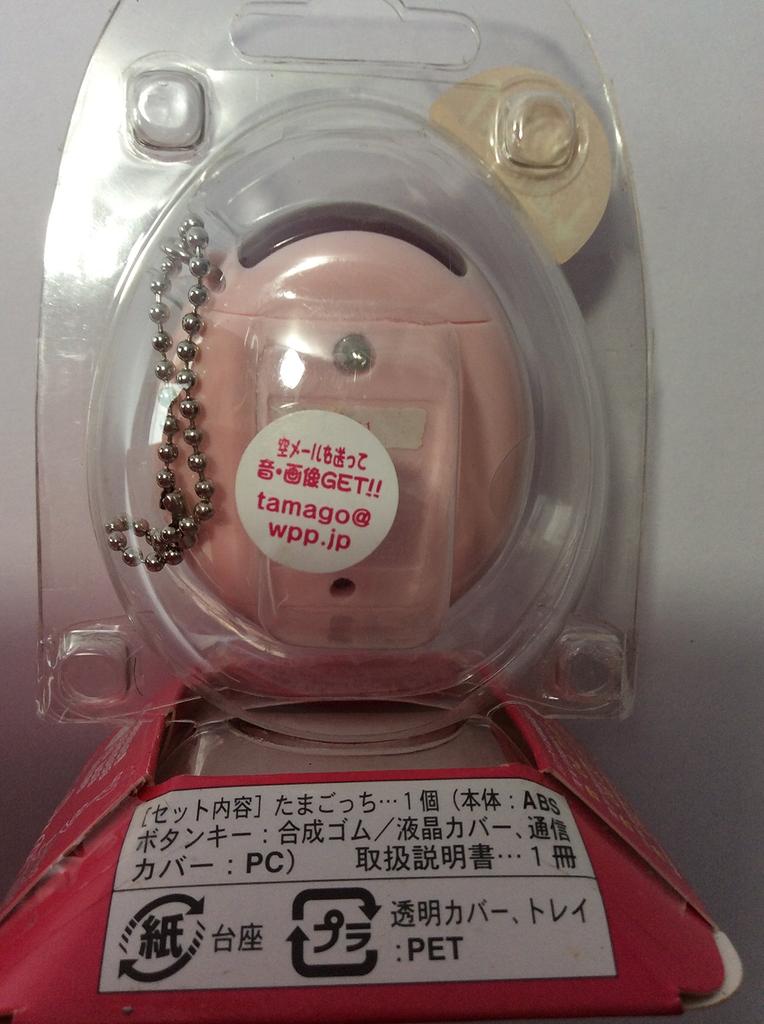 空メールを送って
音・画像GET!!
tamago@
wpp.jp
[セット内容] たまごっち…1個 (本体：ABS
ボタンキー：合成ゴム／液晶カバー、通信
カバー：PC) 取扱説明書…1冊
紙 台座 プラ 透明カバー、トレイ
:PET